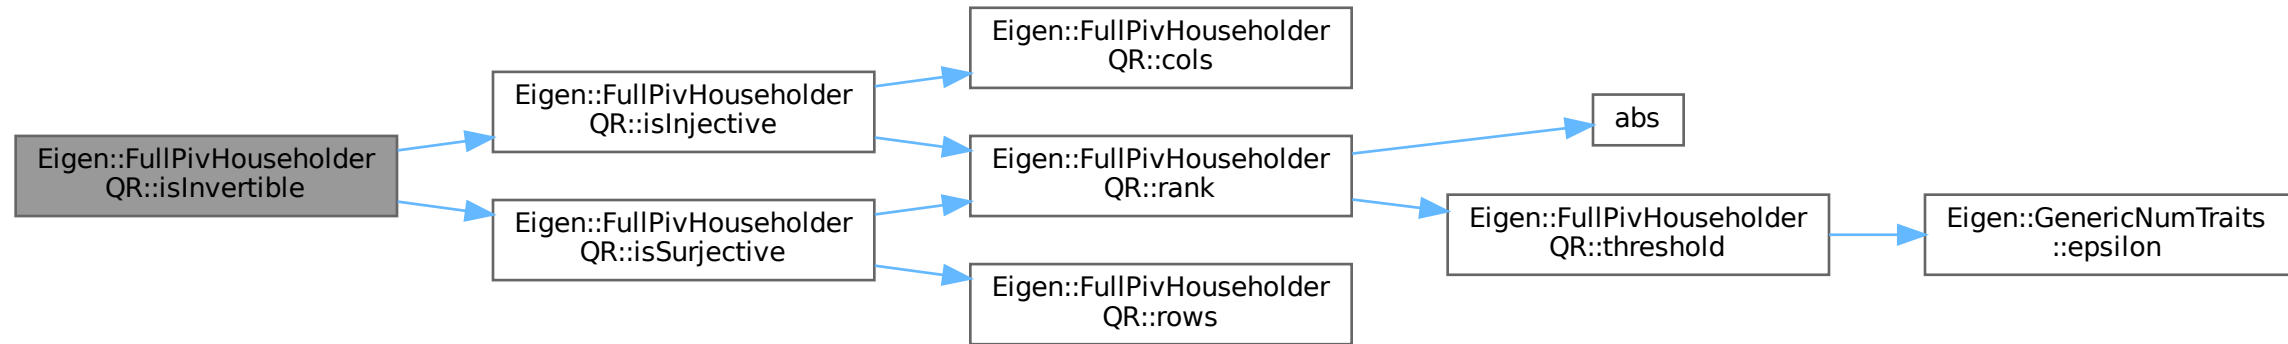 Eigen::FullPivHouseholder
QR::isInvertible
Eigen::FullPivHouseholder
QR::isInjective
Eigen::FullPivHouseholder
QR::isSurjective
Eigen::FullPivHouseholder
QR::cols
Eigen::FullPivHouseholder
QR::rank
Eigen::FullPivHouseholder
QR::rows
abs
Eigen::FullPivHouseholder
QR::threshold
Eigen::GenericNumTraits
::epsilon